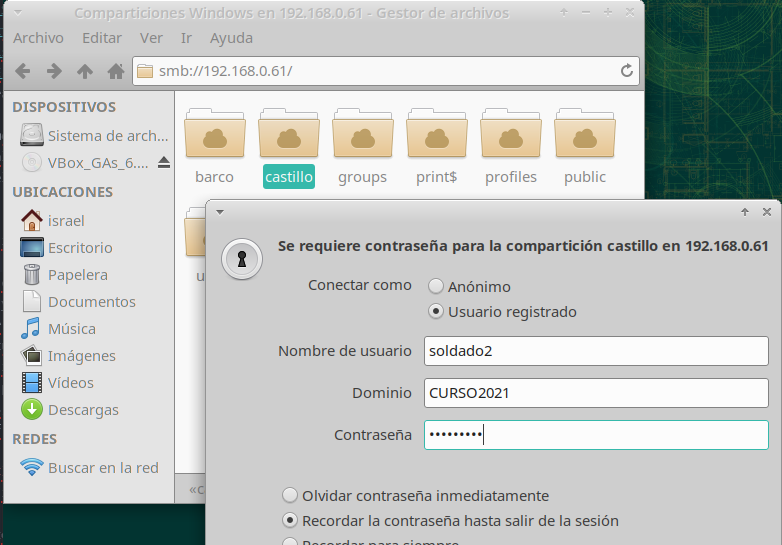 Comparticiones Windows en 192.168.0.61 - Gestor de archivos
Archivo Editar Ver Ir Ayuda
smb://192.168.0.61/
DISPOSITIVOS
Sistema de arch...
VBox_GAs_6....
UBICACIONES
israel
Escritorio
Papelera
Documentos
Música
Imágenes
Vídeos
Descargas
REDES
Buscar en la red
barco castillo groups print$ profiles public
Se requiere contraseña para la compartición castillo en 192.168.0.61
Conectar como
Anónimo
Usuario registrado
Nombre de usuario soldado2
Dominio CURSO2021
Contraseña •••••••••
Olvidar contraseña inmediatamente
Recordar la contraseña hasta salir de la sesión
Recordar para siempre